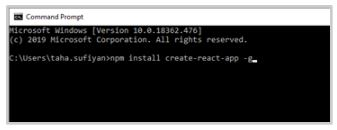 Command Prompt
Microsoft Windows [Version 10.0.18362.476]
(c) 2019 Microsoft Corporation. All rights reserved.
C:\Users\taha.sufiyan>npm install create-react-app -g